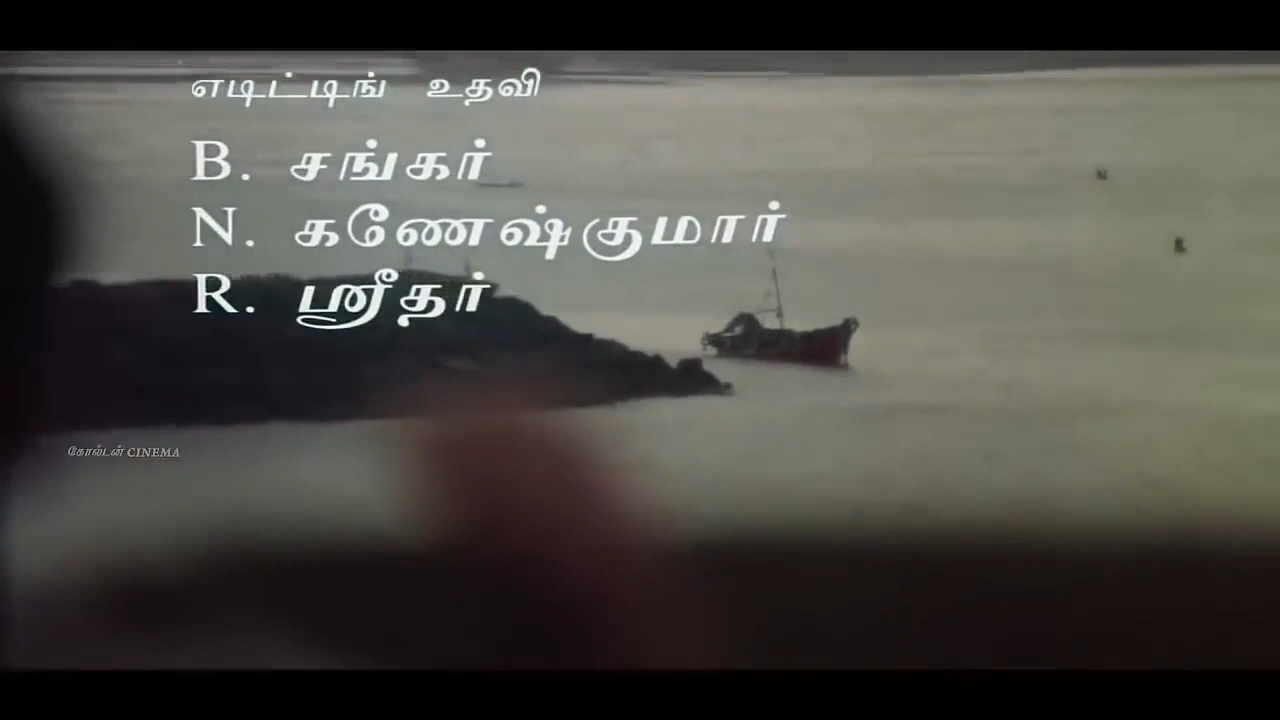 எடிட்டிங் உதவி
B. சங்கர்
N. கணேஷ்குமார்
R. ஸ்ரீதர்
கோல்டன் CINEMA